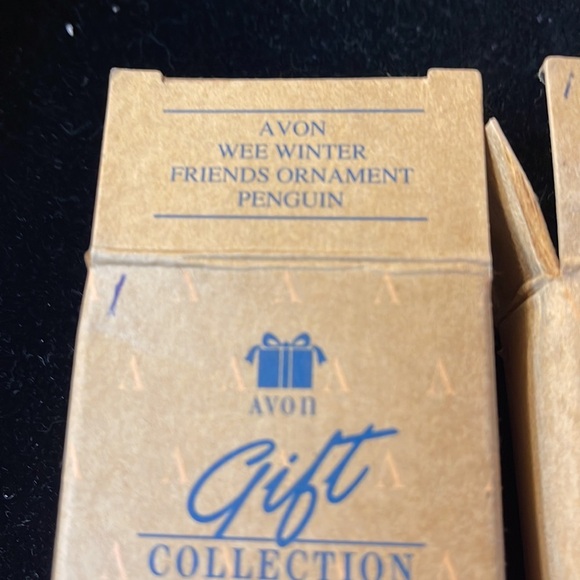 AVON
WEE WINTER
FRIENDS ORNAMENT
PENGUIN
1
AVON
Gift
COLLECTION